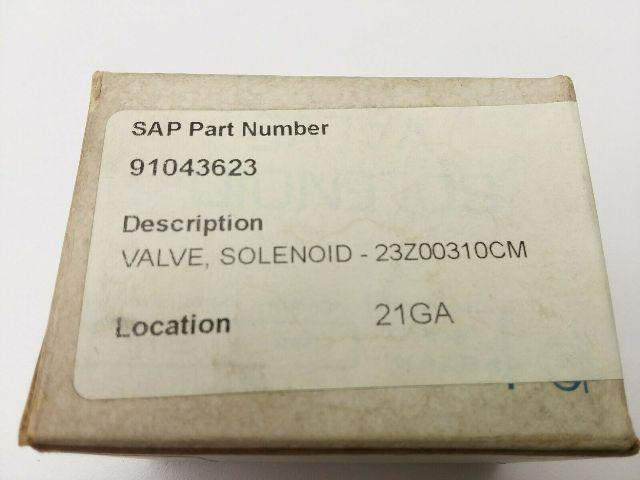 SAP Part Number
91043623
Description
VALVE, SOLENOID - 23Z00310CM
Location 21GA